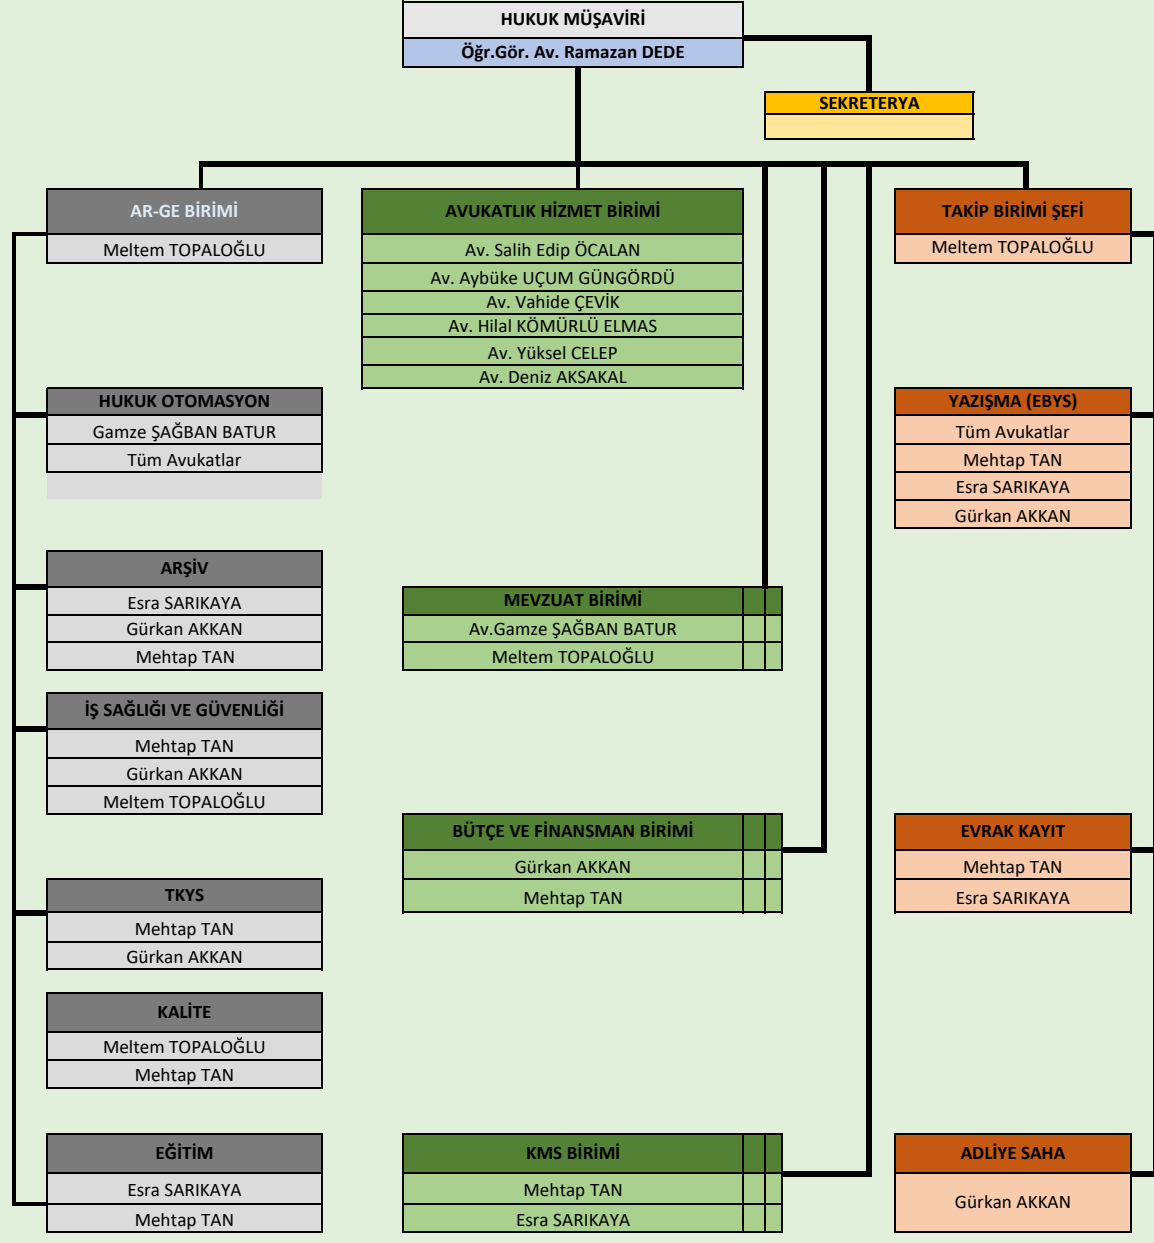 HUKUK MÜŞAVİRİ
Öğr.Gör. Av. Ramazan DEDE
SEKRETERYA
AR-GE BİRİMİ
Meltem TOPALOĞLU
HUKUK OTOMASYON
Gamze ŞAĞBAN BATUR
Tüm Avukatlar
ARŞİV
Esra SARIKAYA
Gürkan AKKAN
Mehtap TAN
İŞ SAĞLIĞI VE GÜVENLİĞİ
Mehtap TAN
Gürkan AKKAN
Meltem TOPALOĞLU
TKYS
Mehtap TAN
Gürkan AKKAN
KALİTE
Meltem TOPALOĞLU
Mehtap TAN
EĞİTİM
Esra SARIKAYA
Mehtap TAN
AVUKATLIK HİZMET BİRİMİ
Av. Salih Edip ÖCALAN
Av. Aybüke UÇUM GÜNGÖRDÜ
Av. Vahide ÇEVİK
Av. Hilal KÖMÜRLÜ ELMAS
Av. Yüksel CELEP
Av. Deniz AKSAKAL
MEVZUAT BİRİMİ
Av.Gamze ŞAĞBAN BATUR
Meltem TOPALOĞLU
BÜTÇE VE FİNANSMAN BİRİMİ
Gürkan AKKAN
Mehtap TAN
KMS BİRİMİ
Mehtap TAN
Esra SARIKAYA
TAKİP BİRİMİ ŞEFİ
Meltem TOPALOĞLU
YAZIŞMA (EBYS)
Tüm Avukatlar
Mehtap TAN
Esra SARIKAYA
Gürkan AKKAN
EVRAK KAYIT
Mehtap TAN
Esra SARIKAYA
ADLİYE SAHA
Gürkan AKKAN